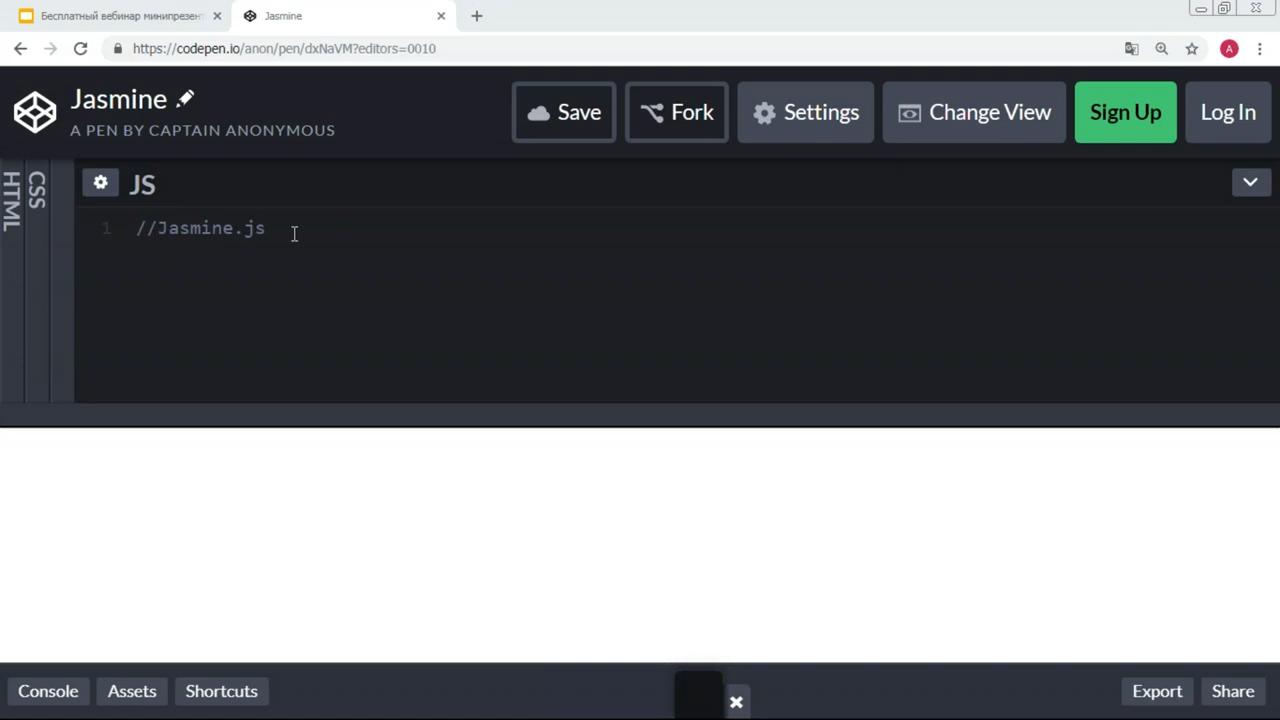 Бесплатный вебинар минипрезент
Jasmine
https://codepen.io/anon/pen/dxNaVM?editors=0010
A
Jasmine
A PEN BY CAPTAIN ANONYMOUS
Save
Fork
Settings
Change View
Sign Up
Log In
HTML
CSS
JS
1 //Jasmine.js
Console
Assets
Shortcuts
Export
Share